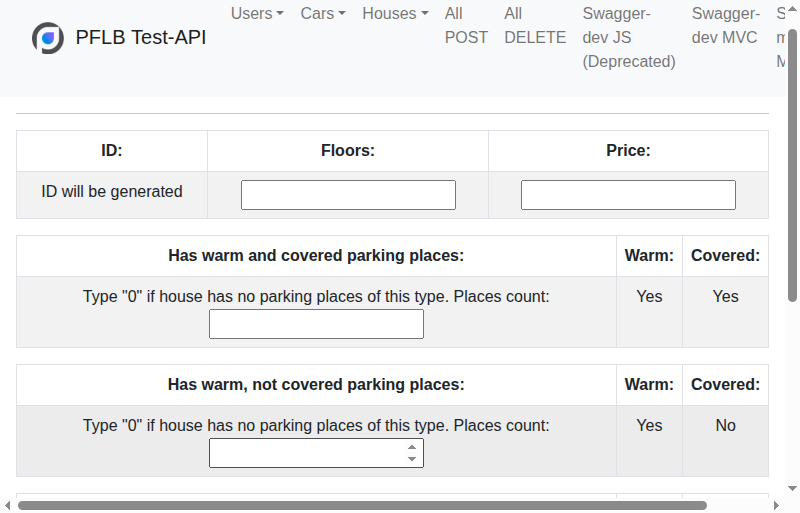 PFLB Test-API
Users
Cars
Houses
All
POST
All
DELETE
Swagger-
dev JS
(Deprecated)
Swagger-
dev MVC
ID:
Floors:
Price:
ID will be generated
Has warm and covered parking places:
Warm:
Covered:
Type "0" if house has no parking places of this type. Places count:
Yes
Yes
Has warm, not covered parking places:
Warm:
Covered:
Type "0" if house has no parking places of this type. Places count:
Yes
No